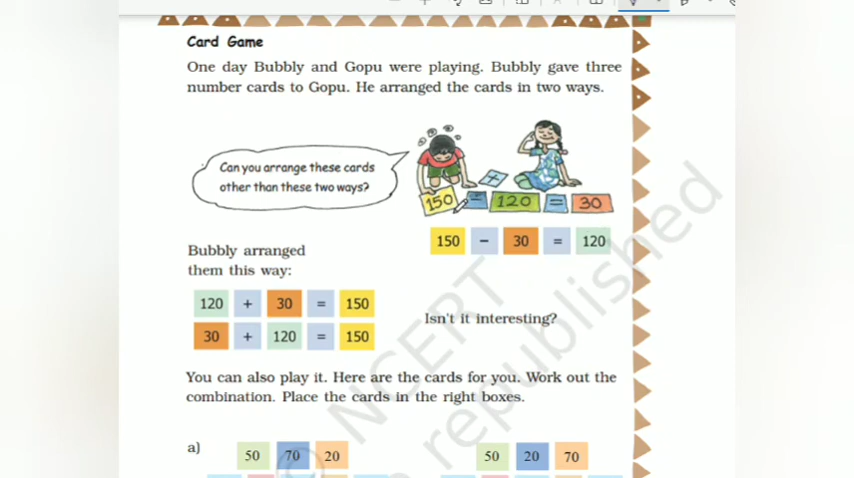 Card Game
One day Bubbly and Gopu were playing. Bubbly gave three
number cards to Gopu. He arranged the cards in two ways.
Can you arrange these cards
other than these two ways?
+
150 - 120 = 30
150 − 30 = 120
Bubbly arranged
them this way:
120 + 30 = 150
30 + 120 = 150
Isn't it interesting?
You can also play it. Here are the cards for you. Work out the
combination. Place the cards in the right boxes.
a)
50 70 20
50 20 70
© NCERT
be republished